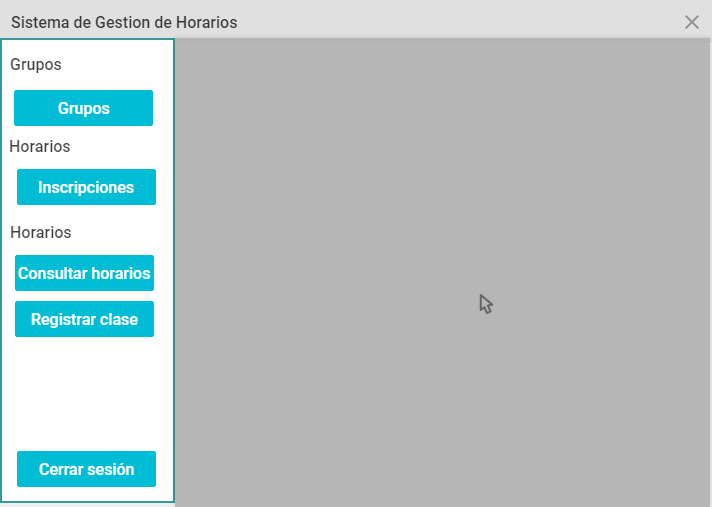 Sistema de Gestion de Horarios
Grupos
Grupos
Horarios
Inscripciones
Horarios
Consultar horarios
Registrar clase
Cerrar sesión